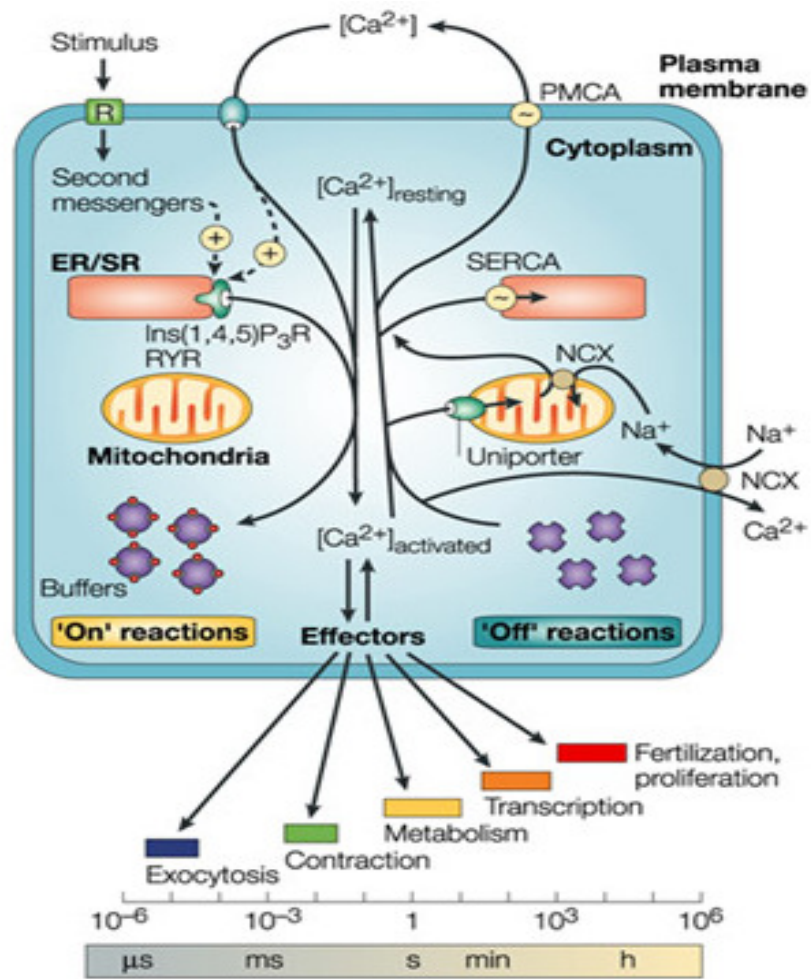 Stimulus
[Ca²⁺]
Plasma
membrane
PMCA
R
Cytoplasm
Second
messengers
[Ca²⁺]resting
+
+
~
ER/SR
SERCA
~
Ins(1,4,5)P₃R
RYR
NCX
Mitochondria
Uniporter
Na⁺
Na⁺
NCX
Ca²⁺
[Ca²⁺]activated
Buffers
'On' reactions
Effectors
'Off' reactions
Fertilization,
proliferation
Transcription
Metabolism
Contraction
Exocytosis
10⁻⁶ 10⁻³ 1 10³ 10⁶
μs ms s min h